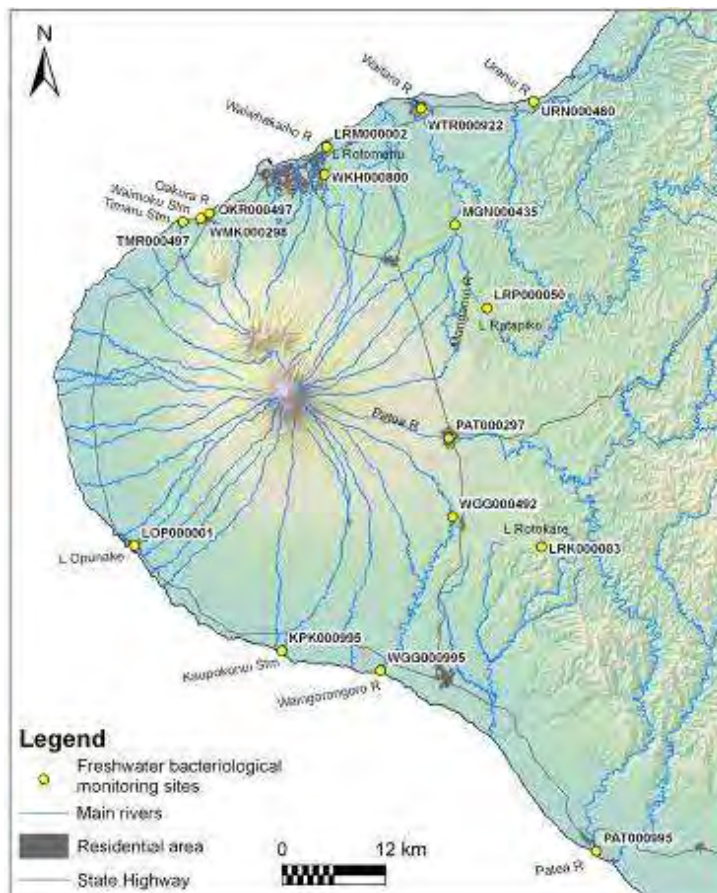 N
Waitara R
Urenui R
Waiwhakaiho R
LRM000002
WTR000922
URN000480
L Rotomanu
WKH000800
Oakura R
Waimoku Stm
Timaru Stm
OKR000497
WMK000298
TMR000497
MGN000435
Manganui R
LRP000050
L Ratapiko
Patea R
PAT000297
WGG000492
L Rotokare
LRK000003
LOP000001
L Opunake
KPK000995
Kaupokonui Stm
WGG000995
Waingongoro R
Legend
Freshwater bacteriological
monitoring sites
Main rivers
Residential area
0 12 km
State Highway
PAT000995
Patea R